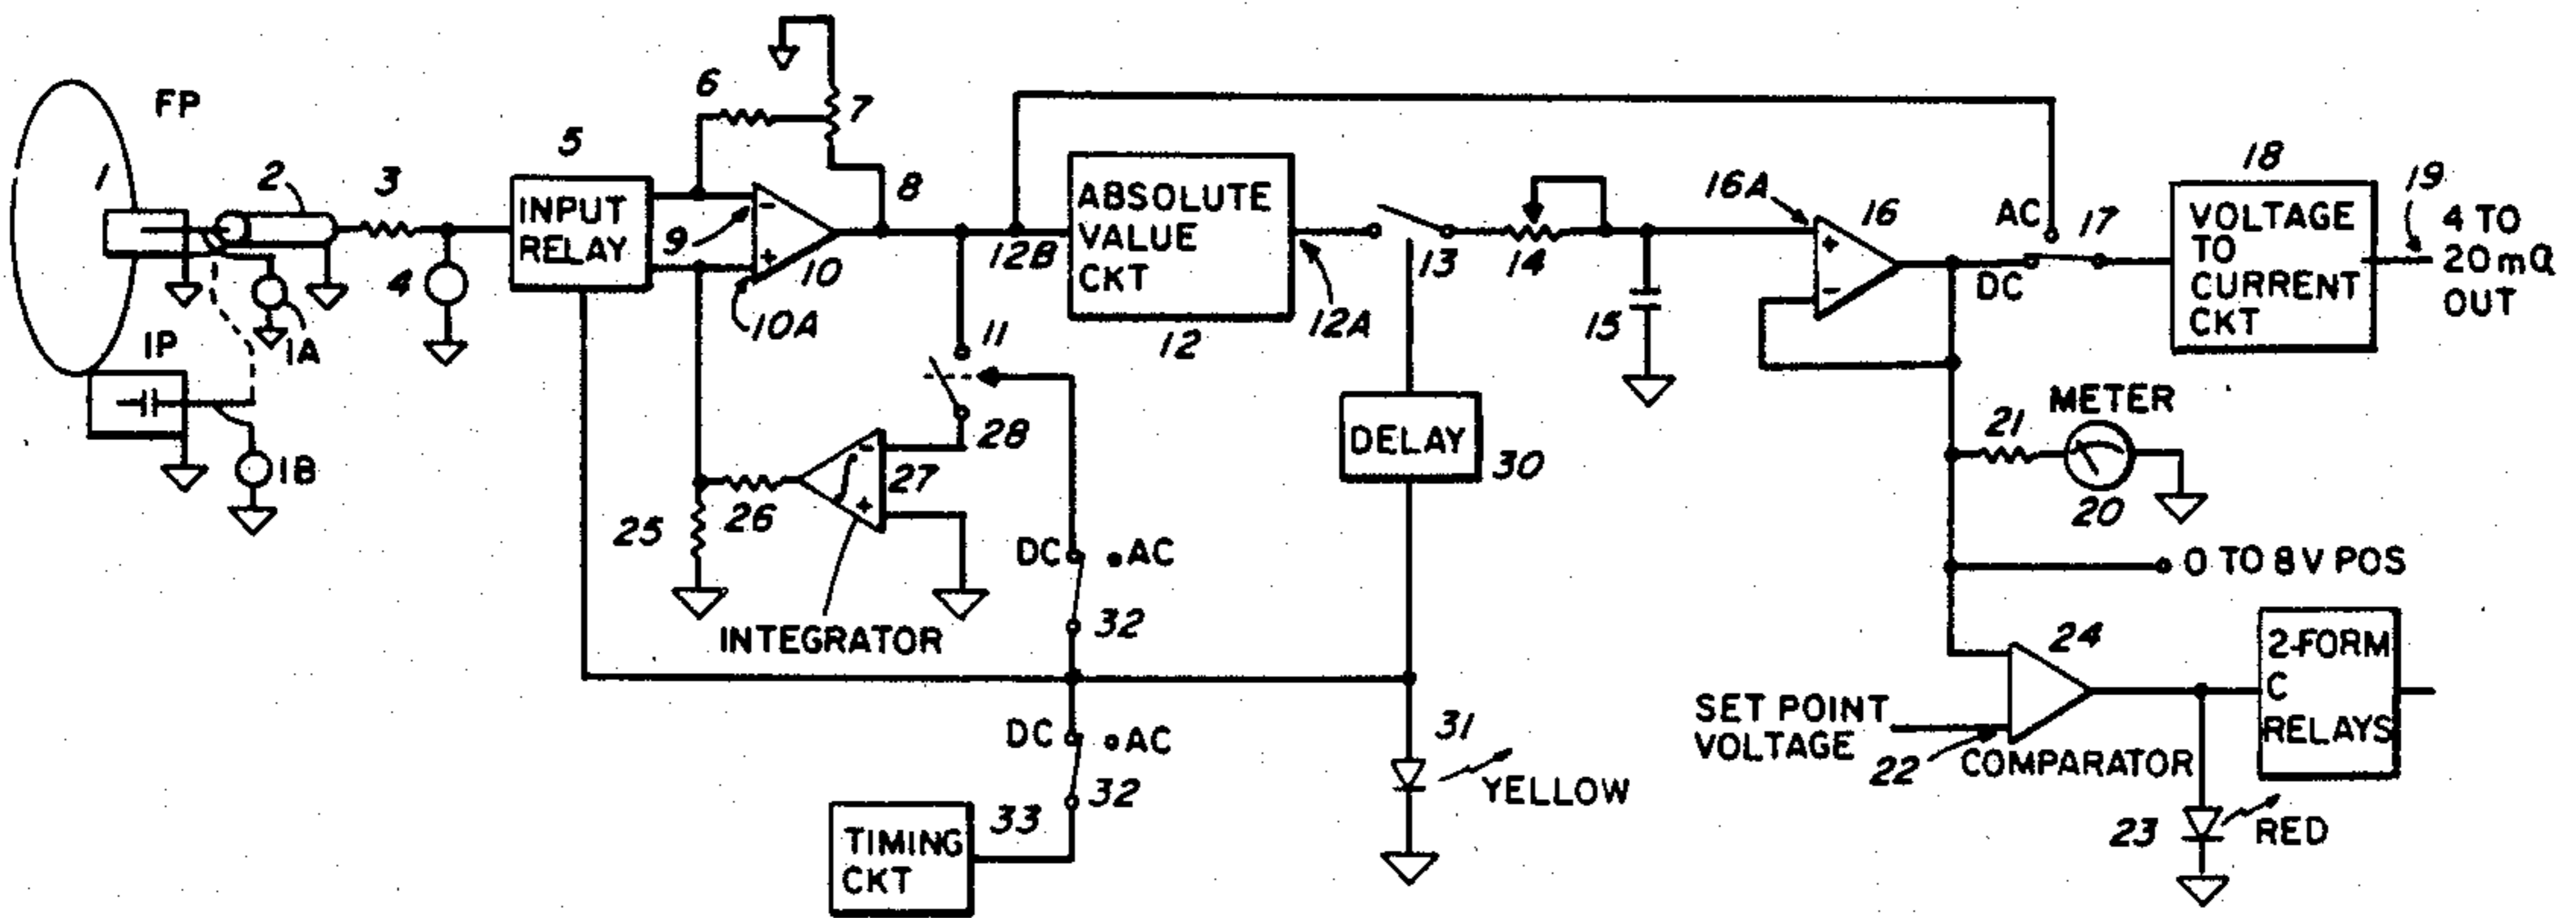 FP
1
2
3
4
1A
IP
1B
5
INPUT
RELAY
6
7
8
9
10
10A
11
12B
ABSOLUTE
VALUE
CKT
12
12A
13
14
15
16A
16
AC
DC
17
18
VOLTAGE
TO
CURRENT
CKT
19
4 TO
20 ma
OUT
METER
21
20
0 TO 8 V POS
24
SET POINT
VOLTAGE
22
COMPARATOR
2-FORM
C
RELAYS
23
RED
25
26
27
28
INTEGRATOR
DELAY
30
DC
AC
32
DC
AC
32
33
TIMING
CKT
31
YELLOW